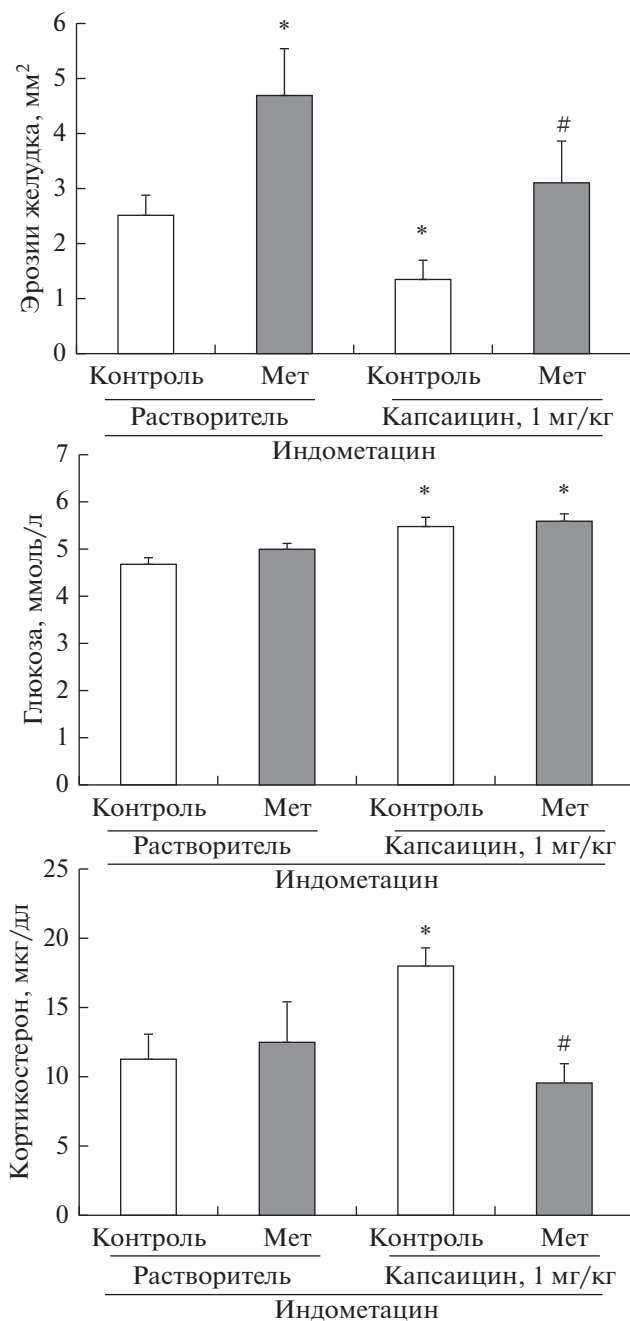 6
*
5
4
#
3
*
2
1
0
Эрозии желудка, мм²
Контроль Мет Контроль Мет
Растворитель Капсаицин, 1 мг/кг
Индометацин
7
6
* *
5
4
3
2
1
0
Глюкоза, ммоль/л
Контроль Мет Контроль Мет
Растворитель Капсаицин, 1 мг/кг
Индометацин
25
20
*
15
#
10
5
0
Кортикостерон, мкг/дл
Контроль Мет Контроль Мет
Растворитель Капсаицин, 1 мг/кг
Индометацин